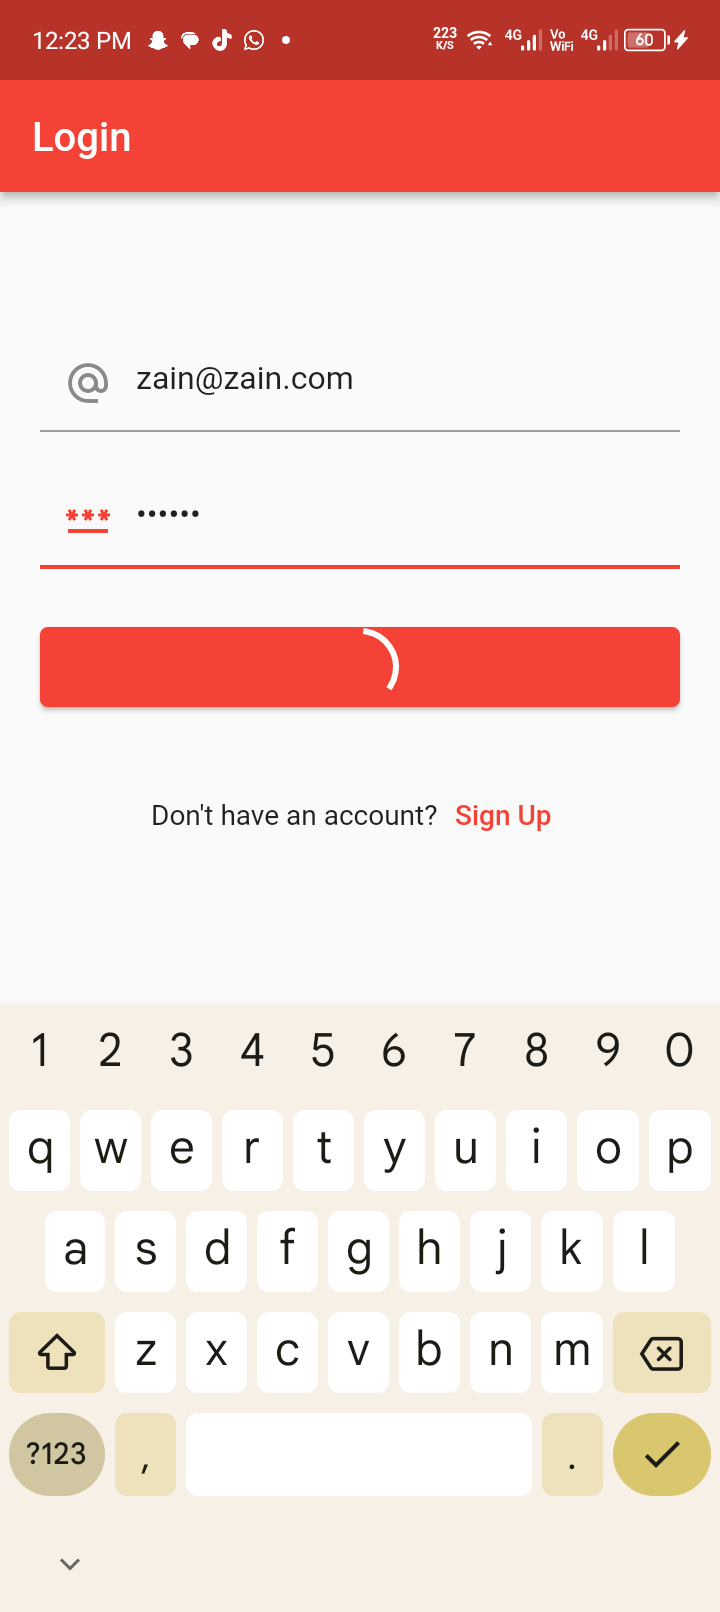 12:23 PM 223 K/S 4G Vo WiFi 4G 60
Login
zain@zain.com
••••••
Don't have an account? Sign Up
1 2 3 4 5 6 7 8 9 0
q w e r t y u i o p
a s d f g h j k l
z x c v b n m
?123 , .